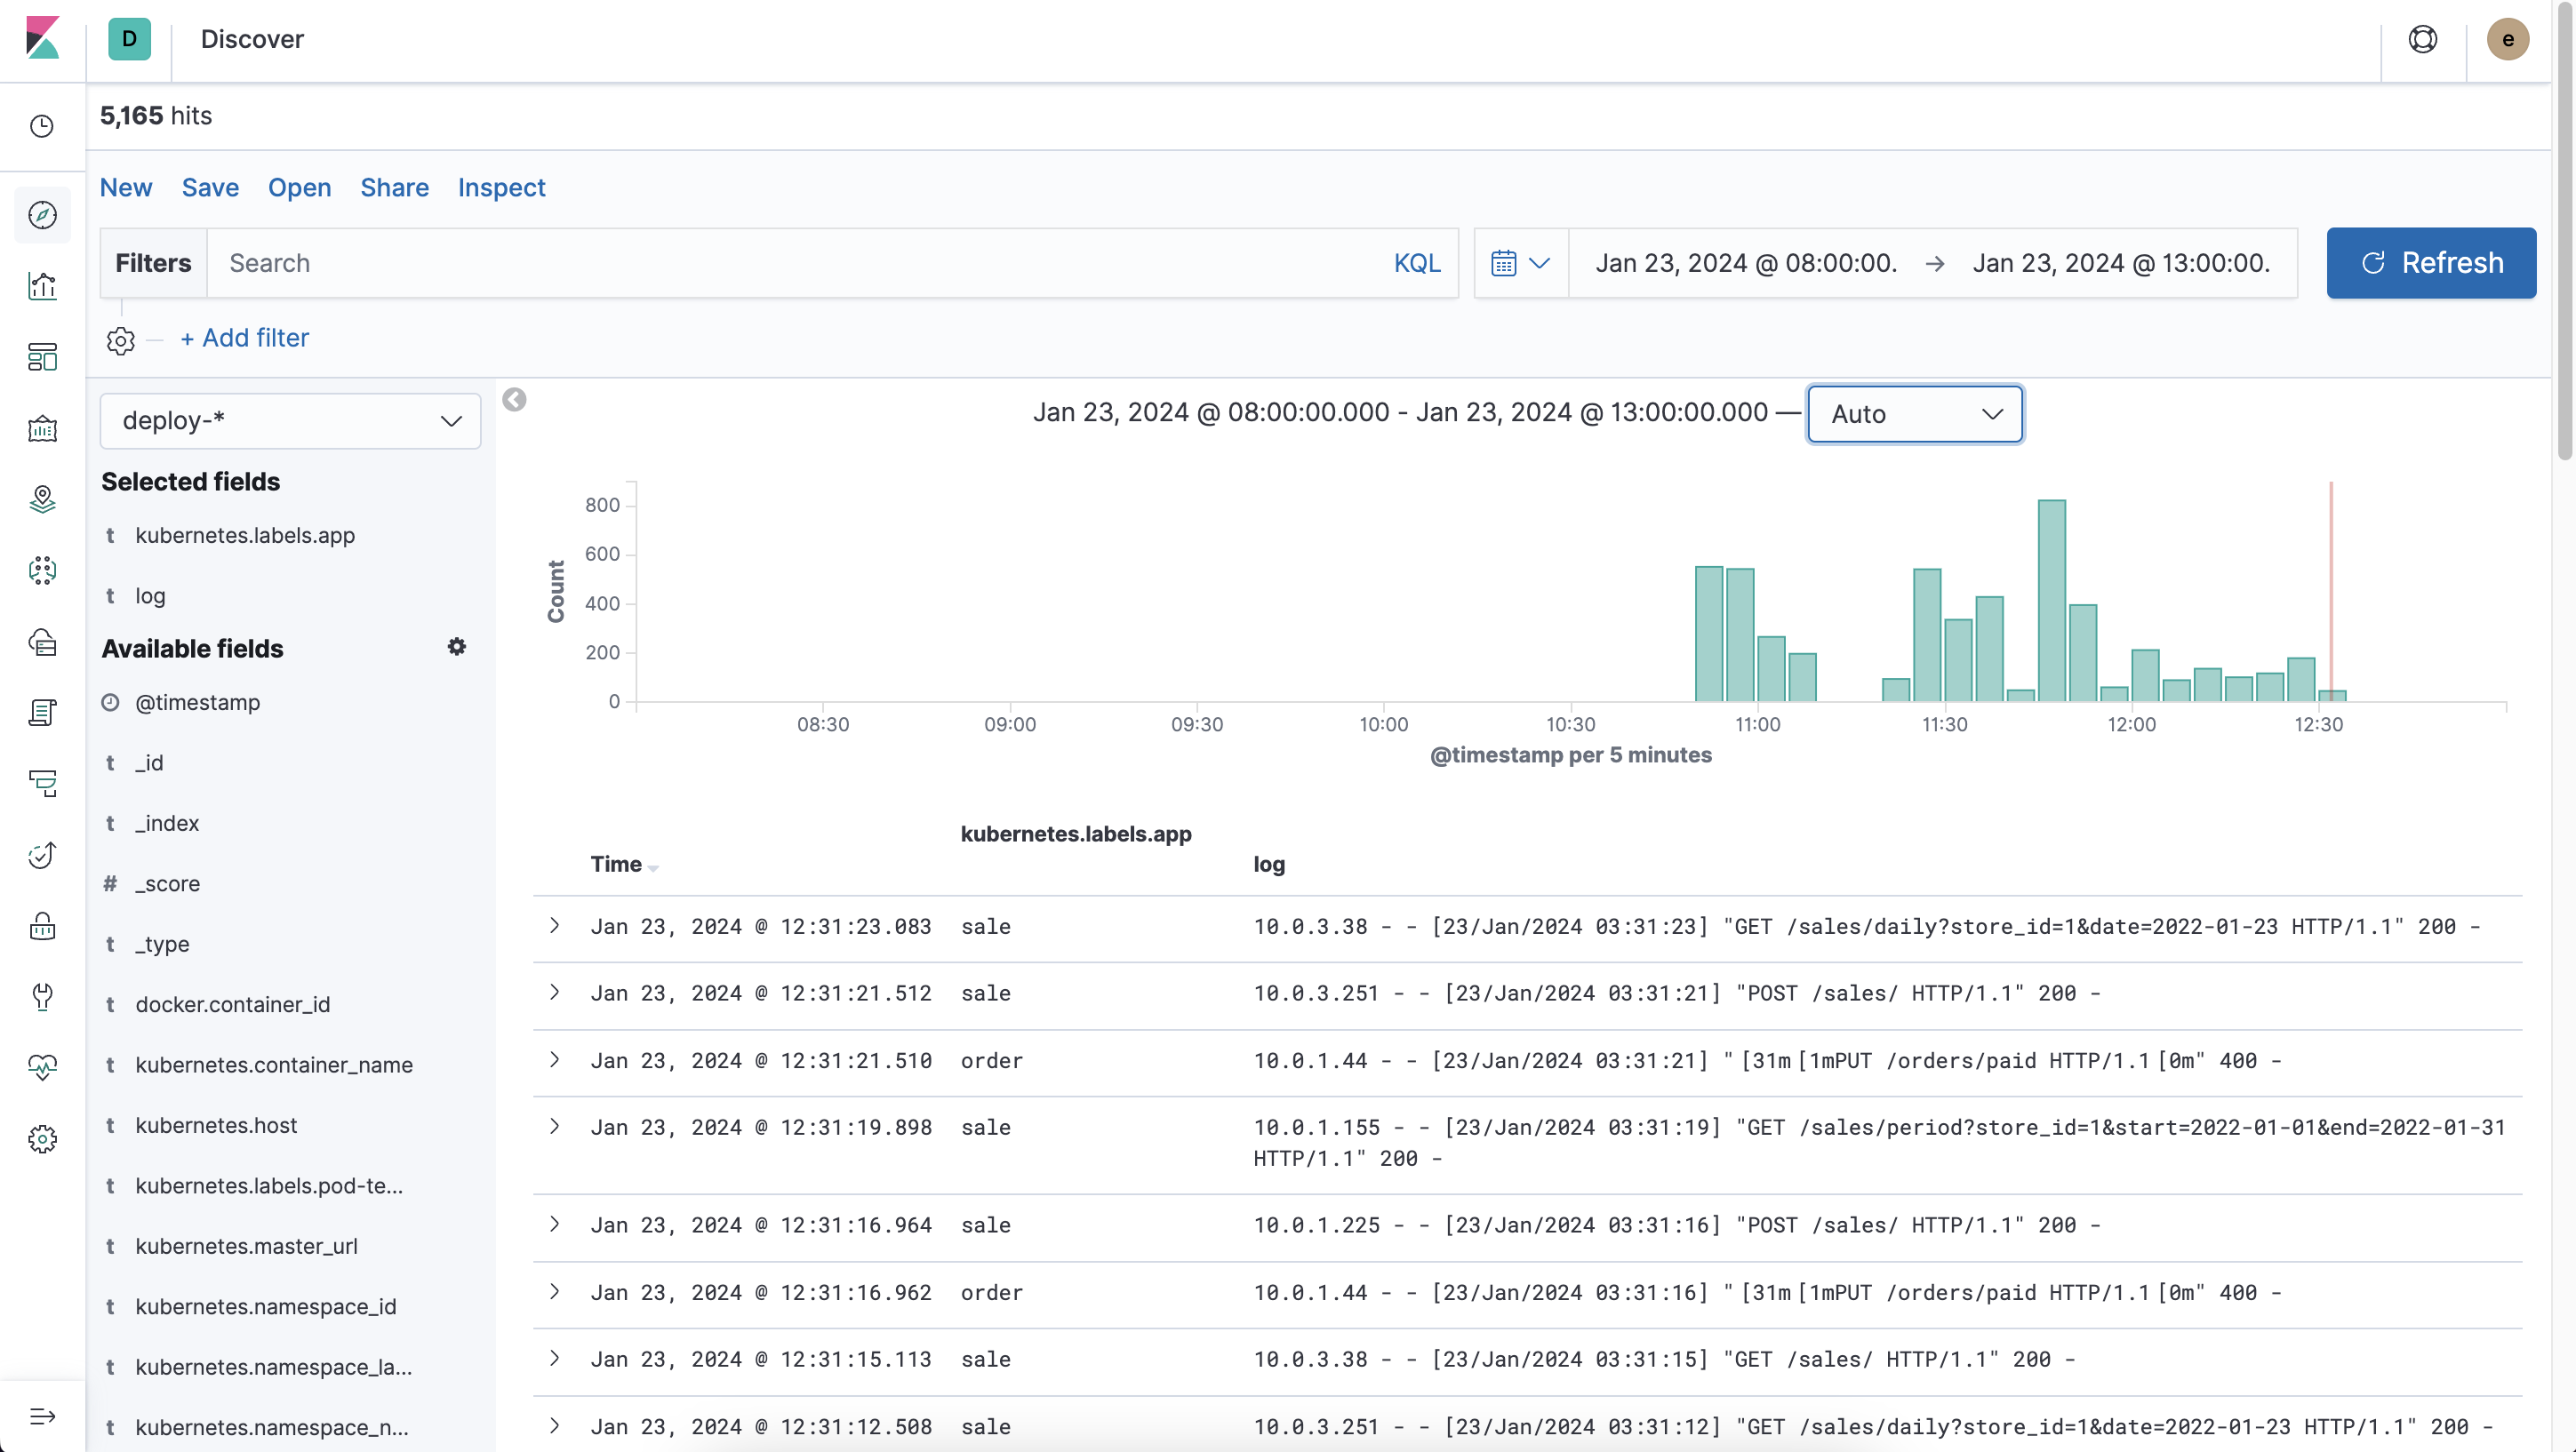 D
Discover
e
5,165 hits
New Save Open Share Inspect
Filters Search KQL Jan 23, 2024 @ 08:00:00. → Jan 23, 2024 @ 13:00:00. Refresh
+ Add filter
deploy-*
Selected fields
t kubernetes.labels.app
t log
Available fields
@timestamp
t _id
t _index
# _score
t _type
t docker.container_id
t kubernetes.container_name
t kubernetes.host
t kubernetes.labels.pod-te...
t kubernetes.master_url
t kubernetes.namespace_id
t kubernetes.namespace_la...
t kubernetes.namespace_n...
Jan 23, 2024 @ 08:00:00.000 - Jan 23, 2024 @ 13:00:00.000 — Auto
Count
800
600
400
200
0
08:30 09:00 09:30 10:00 10:30 11:00 11:30 12:00 12:30
@timestamp per 5 minutes
Time kubernetes.labels.app log
Jan 23, 2024 @ 12:31:23.083 sale 10.0.3.38 - - [23/Jan/2024 03:31:23] "GET /sales/daily?store_id=1&date=2022-01-23 HTTP/1.1" 200 -
Jan 23, 2024 @ 12:31:21.512 sale 10.0.3.251 - - [23/Jan/2024 03:31:21] "POST /sales/ HTTP/1.1" 200 -
Jan 23, 2024 @ 12:31:21.510 order 10.0.1.44 - - [23/Jan/2024 03:31:21] "[31m[1mPUT /orders/paid HTTP/1.1[0m" 400 -
Jan 23, 2024 @ 12:31:19.898 sale 10.0.1.155 - - [23/Jan/2024 03:31:19] "GET /sales/period?store_id=1&start=2022-01-01&end=2022-01-31
HTTP/1.1" 200 -
Jan 23, 2024 @ 12:31:16.964 sale 10.0.1.225 - - [23/Jan/2024 03:31:16] "POST /sales/ HTTP/1.1" 200 -
Jan 23, 2024 @ 12:31:16.962 order 10.0.1.44 - - [23/Jan/2024 03:31:16] "[31m[1mPUT /orders/paid HTTP/1.1[0m" 400 -
Jan 23, 2024 @ 12:31:15.113 sale 10.0.3.38 - - [23/Jan/2024 03:31:15] "GET /sales/ HTTP/1.1" 200 -
Jan 23, 2024 @ 12:31:12.508 sale 10.0.3.251 - - [23/Jan/2024 03:31:12] "GET /sales/daily?store_id=1&date=2022-01-23 HTTP/1.1" 200 -